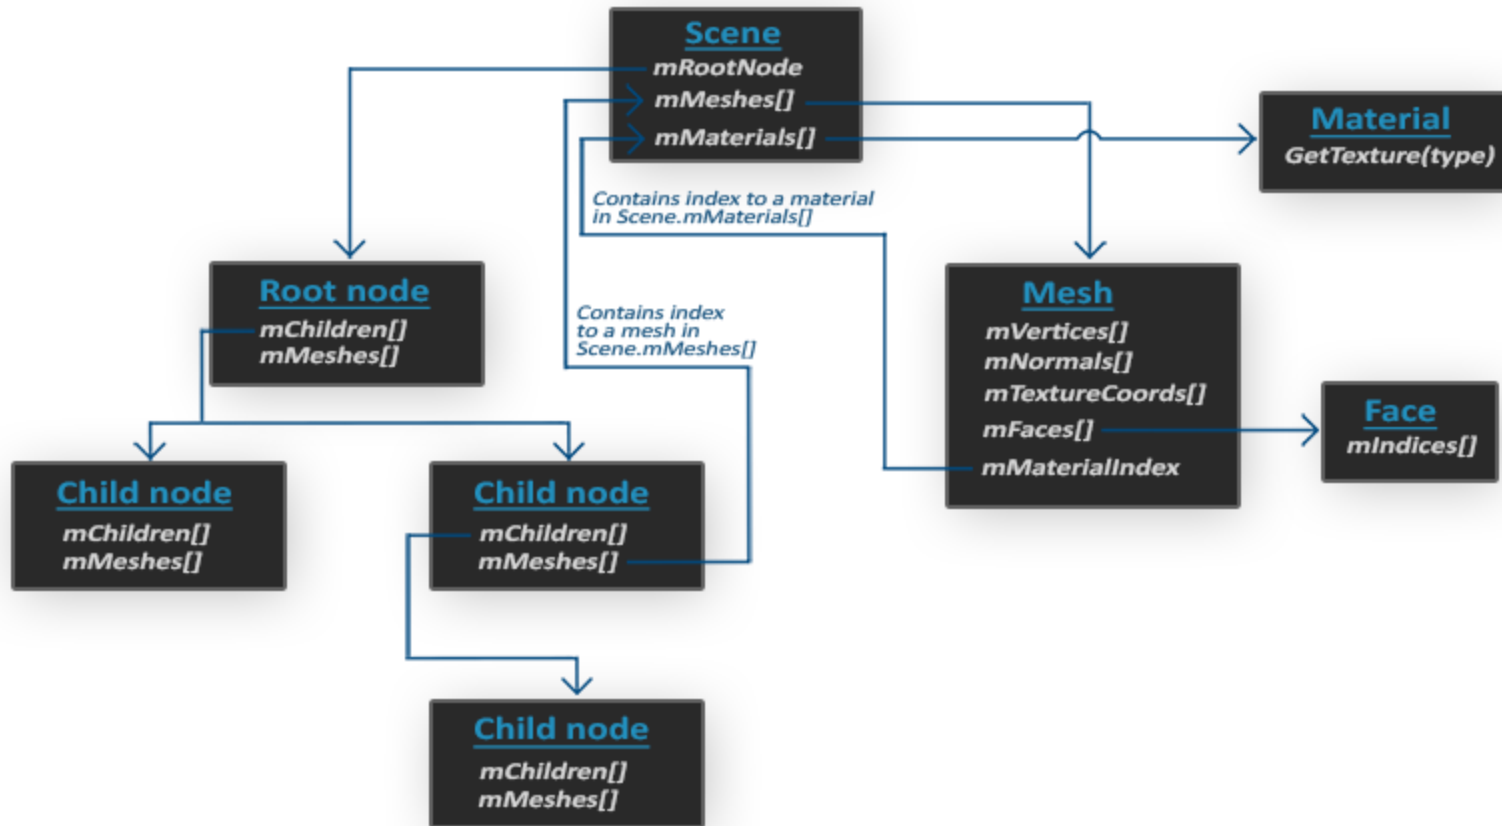 Scene
mRootNode
mMeshes[]
mMaterials[]
Material
GetTexture(type)
Contains index to a material
in Scene.mMaterials[]
Root node
mChildren[]
mMeshes[]
Contains index
to a mesh in
Scene.mMeshes[]
Mesh
mVertices[]
mNormals[]
mTextureCoords[]
mFaces[]
mMaterialIndex
Face
mIndices[]
Child node
mChildren[]
mMeshes[]
Child node
mChildren[]
mMeshes[]
Child node
mChildren[]
mMeshes[]